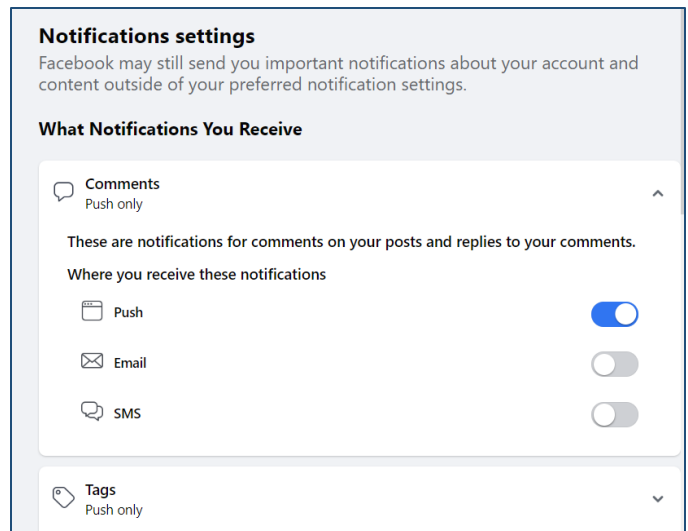 Notifications settings
Facebook may still send you important notifications about your account and
content outside of your preferred notification settings.
What Notifications You Receive
Comments
Push only
These are notifications for comments on your posts and replies to your comments.
Where you receive these notifications
Push
Email
SMS
Tags
Push only